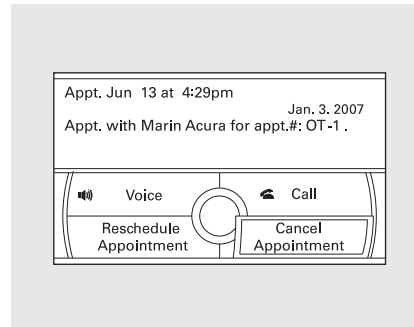 Appt. Jun 13 at 4:29pm
Jan. 3. 2007
Appt. with Marin Acura for appt.#: OT-1 .
Voice
Call
Reschedule
Appointment
Cancel
Appointment